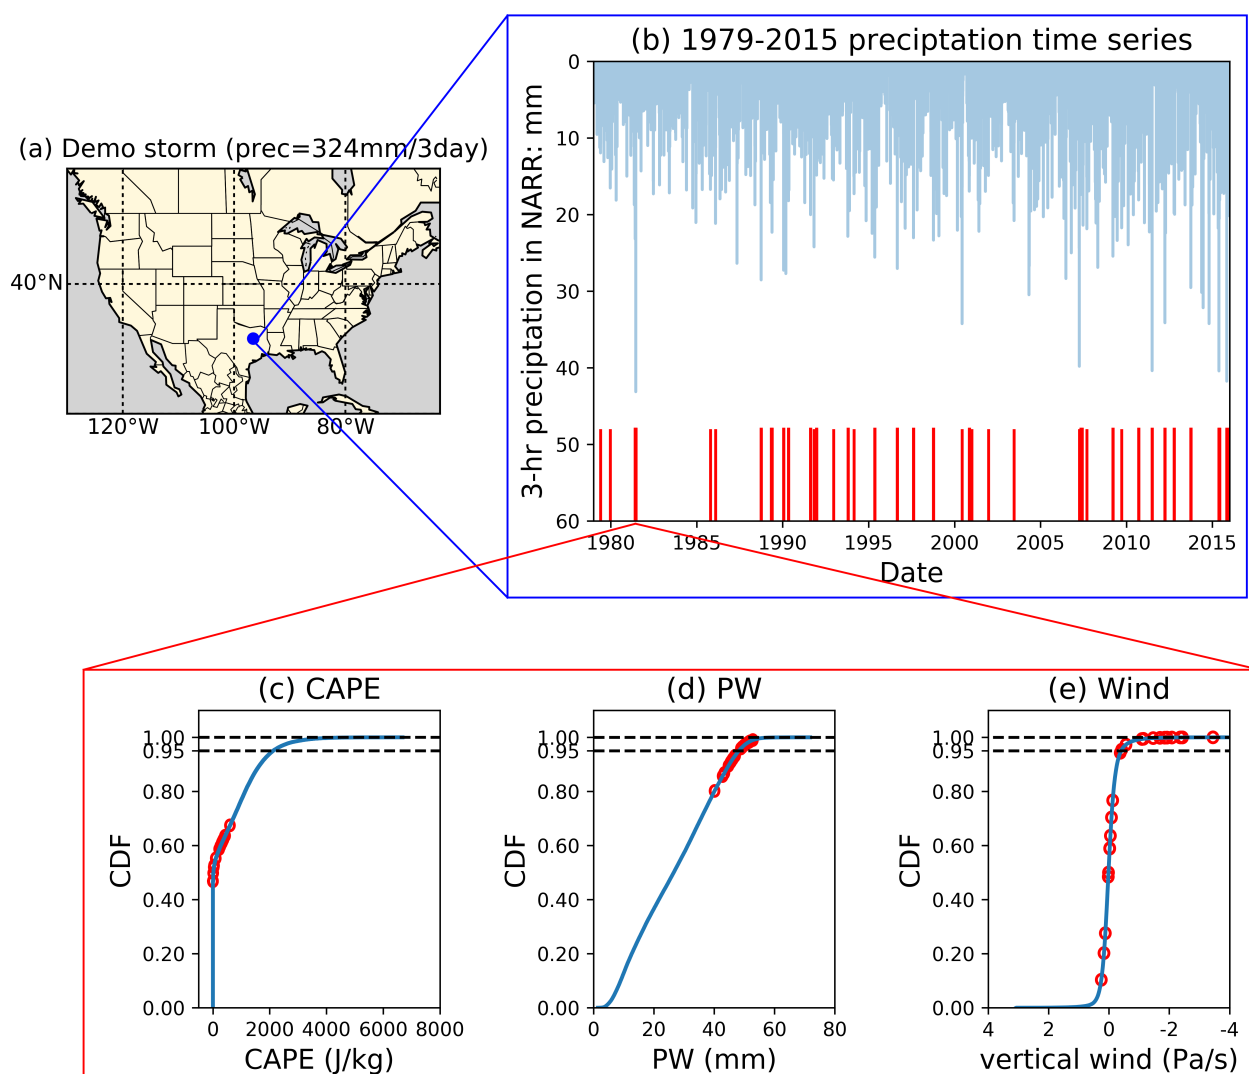 (a) Demo storm (prec=324mm/3day)
40°N
120°W 100°W 80°W
(b) 1979-2015 preciptation time series
3-hr preciptation in NARR: mm
0
10
20
30
40
50
60
1980 1985 1990 1995 2000 2005 2010 2015
Date
(c) CAPE
CDF
1.00
0.95
0.80
0.60
0.40
0.20
0.00
0 2000 4000 6000 8000
CAPE (J/kg)
(d) PW
CDF
1.00
0.95
0.80
0.60
0.40
0.20
0.00
0 20 40 60 80
PW (mm)
(e) Wind
CDF
1.00
0.95
0.80
0.60
0.40
0.20
0.00
4 2 0 -2 -4
vertical wind (Pa/s)